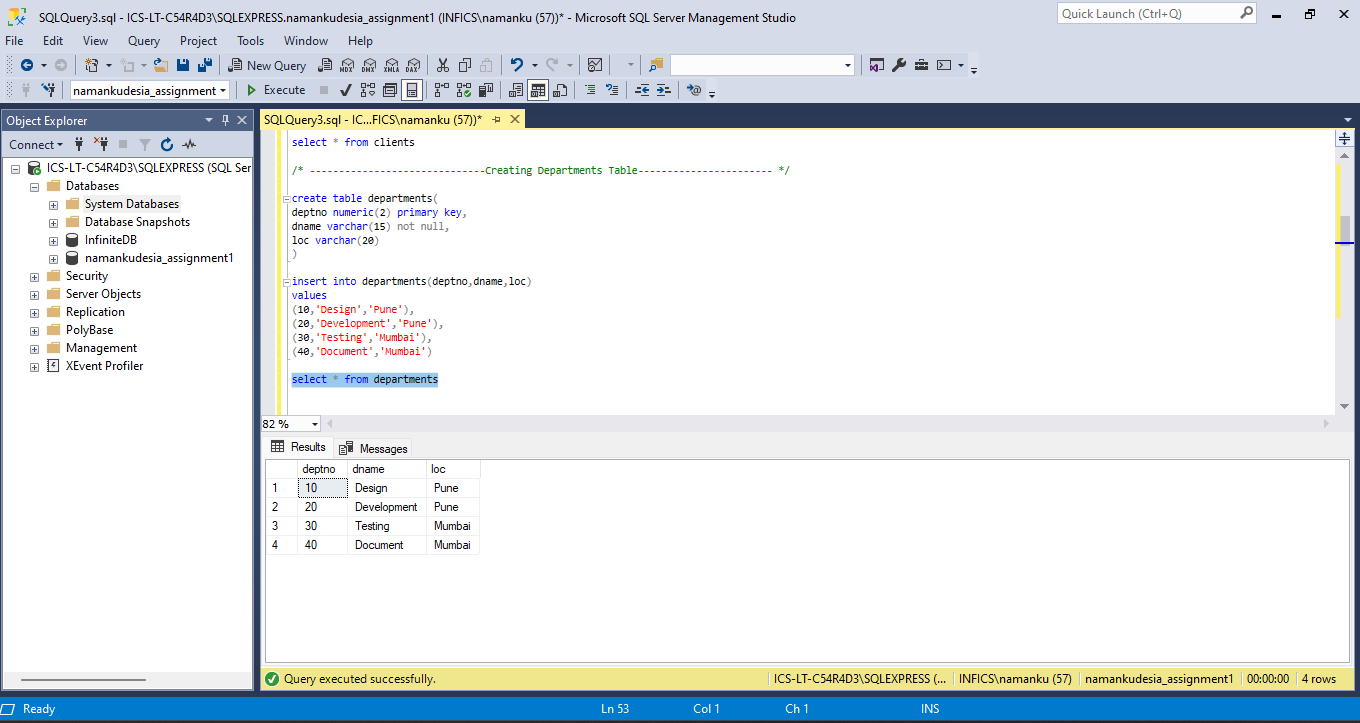 SQLQuery3.sql - ICS-LT-C54R4D3\SQLEXPRESS.namankudesia_assignment1 (INFICS\namanku (57))* - Microsoft SQL Server Management Studio
Quick Launch (Ctrl+Q)
File Edit View Query Project Tools Window Help
New Query MDX DMX XMLA DAX
namankudesia_assignment Execute
Object Explorer
Connect
ICS-LT-C54R4D3\SQLEXPRESS (SQL Ser
Databases
System Databases
Database Snapshots
InfiniteDB
namankudesia_assignment1
Security
Server Objects
Replication
PolyBase
Management
XEvent Profiler
SQLQuery3.sql - IC...FICS\namanku (57))*
select * from clients
/* ------------------------------Creating Departments Table----------------------- */
create table departments(
deptno numeric(2) primary key,
dname varchar(15) not null,
loc varchar(20)
)
insert into departments(deptno,dname,loc)
values
(10,'Design','Pune'),
(20,'Development','Pune'),
(30,'Testing','Mumbai'),
(40,'Document','Mumbai')
select * from departments
82 %
Results Messages
deptno dname loc
1 10 Design Pune
2 20 Development Pune
3 30 Testing Mumbai
4 40 Document Mumbai
Query executed successfully. ICS-LT-C54R4D3\SQLEXPRESS (... INFICS\namanku (57) namankudesia_assignment1 00:00:00 4 rows
Ready Ln 53 Col 1 Ch 1 INS